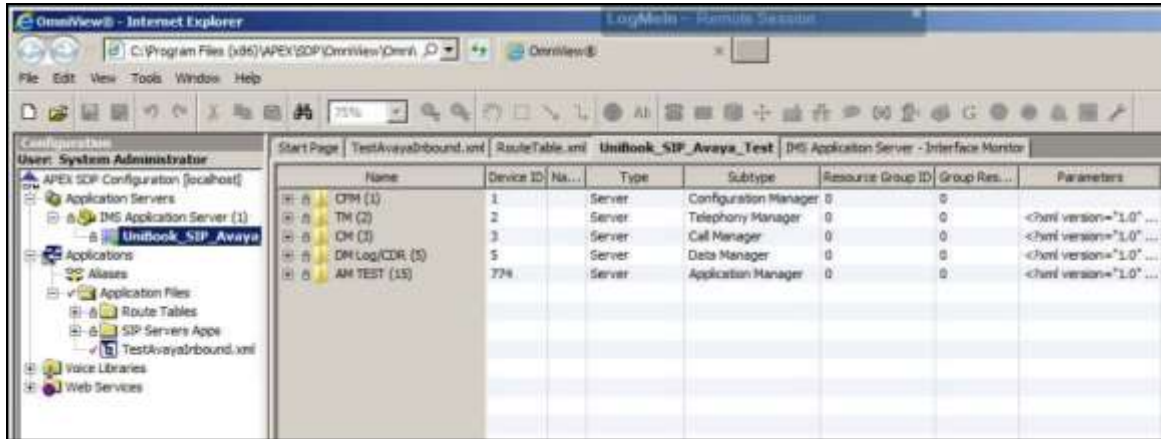 OmniView® - Internet Explorer
LogMeIn - Remote Session
C:\Program Files (x86)\APEX\SDP\OmniView\Omni\
OmniView®
File Edit View Tools Window Help
75%
Configuration
User: System Administrator
APEX SDP Configuration [localhost]
Application Servers
IMS Application Server (1)
UniBook_SIP_Avaya
Applications
Aliases
Application Files
Route Tables
SIP Servers Apps
TestAvayaInbound.xml
Voice Libraries
Web Services
Start Page TestAvayaInbound.xml RouteTable.xml UniBook_SIP_Avaya_Test IMS Application Server - Interface Monitor
Name Device ID Na... Type Subtype Resource Group ID Group Res... Parameters
CFM (1) 1 Server Configuration Manager 0 0
TM (2) 2 Server Telephony Manager 0 0 <?xml version="1.0" ...
CM (3) 3 Server Call Manager 0 0 <?xml version="1.0" ...
DM Log/CDR (5) 5 Server Data Manager 0 0 <?xml version="1.0" ...
AM TEST (15) 774 Server Application Manager 0 0 <?xml version="1.0" ...